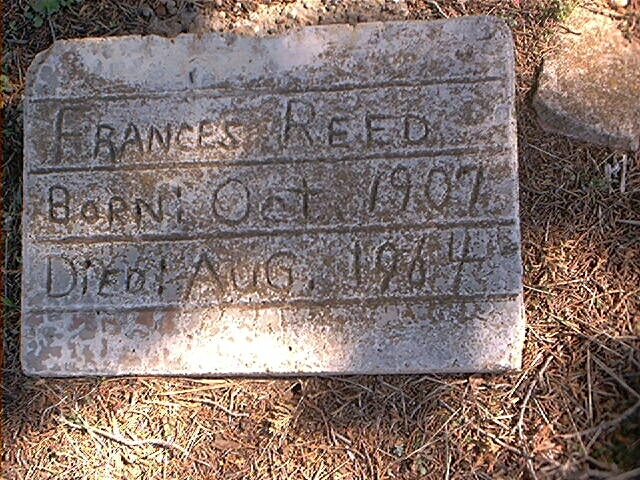 FRANCES REED
BORN: Oct. 1907
DIED: AUG. 1964